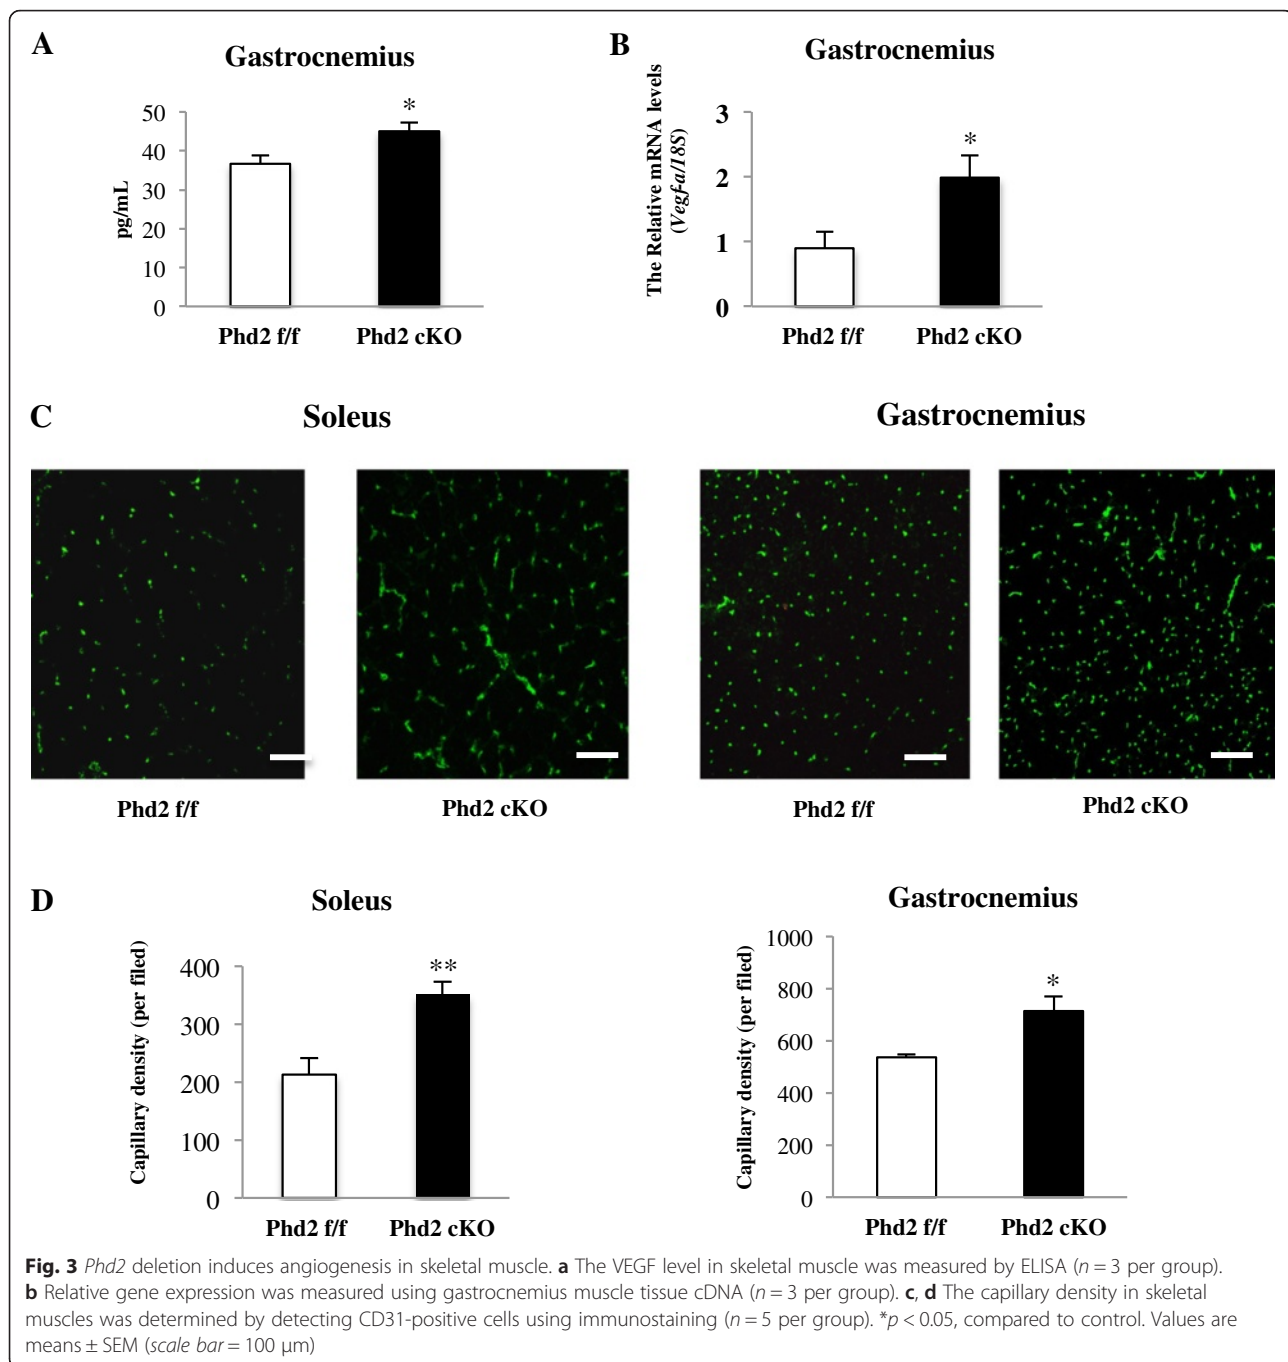 A
Gastrocnemius
pg/mL
50
40
30
20
10
0
*
Phd2 f/f
Phd2 cKO
B
Gastrocnemius
The Relative mRNA levels
(Vegf-a/18S)
3
2
1
0
*
Phd2 f/f
Phd2 cKO
C
Soleus
Gastrocnemius
Phd2 f/f
Phd2 cKO
Phd2 f/f
Phd2 cKO
D
Soleus
Capillary density (per filed)
400
300
200
100
0
**
Phd2 f/f
Phd2 cKO
Gastrocnemius
Capillary density (per filed)
1000
800
600
400
200
0
*
Phd2 f/f
Phd2 cKO
Fig. 3 Phd2 deletion induces angiogenesis in skeletal muscle. a The VEGF level in skeletal muscle was measured by ELISA (n = 3 per group).
b Relative gene expression was measured using gastrocnemius muscle tissue cDNA (n = 3 per group). c, d The capillary density in skeletal
muscles was determined by detecting CD31-positive cells using immunostaining (n = 5 per group). *p < 0.05, compared to control. Values are
means ± SEM (scale bar = 100 μm)